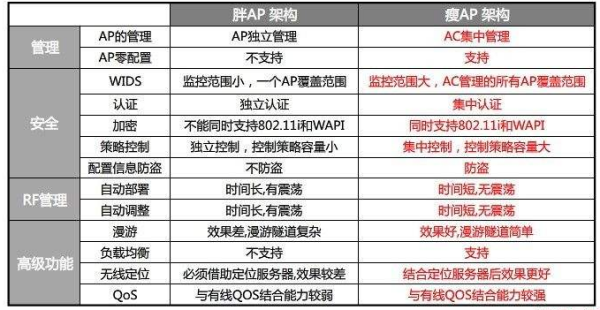 胖AP 架构 瘦AP 架构
管理 AP的管理 AP独立管理 AC集中管理
AP零配置 不支持 支持
安全 WIDS 监控范围小，一个AP覆盖范围 监控范围大，AC管理的所有AP覆盖范围
认证 独立认证 集中认证
加密 不能同时支持802.11i和WAPI 同时支持802.11i和WAPI
策略控制 独立控制，控制策略容量小 集中控制，控制策略容量大
配置信息防盗 不防盗 防盗
RF管理 自动部署 时间长,有震荡 时间短,无震荡
自动调整 时间长,有震荡 时间短,无震荡
高级功能 漫游 效果差,漫游隧道复杂 效果好,漫游隧道简单
负载均衡 不支持 支持
无线定位 必须借助定位服务器,效果较差 结合定位服务器后效果更好
QoS 与有线QOS结合能力较弱 与有线QOS结合能力较强